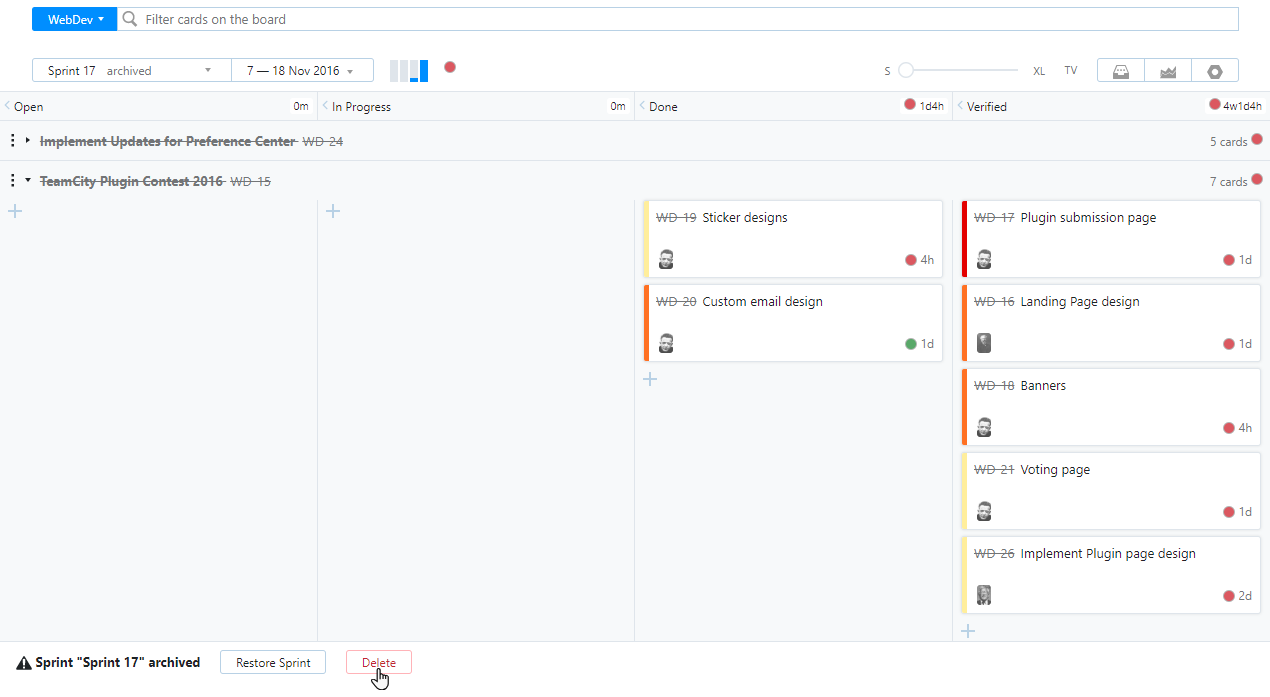 WebDev Filter cards on the board
Sprint 17 archived 7 — 18 Nov 2016 S XL TV
Open 0m In Progress 0m Done 1d4h Verified 4w1d4h
Implement Updates for Preference Center WD-24 5 cards
TeamCity Plugin Contest 2016 WD-15 7 cards
WD-19 Sticker designs
4h
WD-20 Custom email design
1d
WD-17 Plugin submission page
1d
WD-16 Landing Page design
1d
WD-18 Banners
4h
WD-21 Voting page
1d
WD-26 Implement Plugin page design
2d
Sprint "Sprint 17" archived Restore Sprint Delete